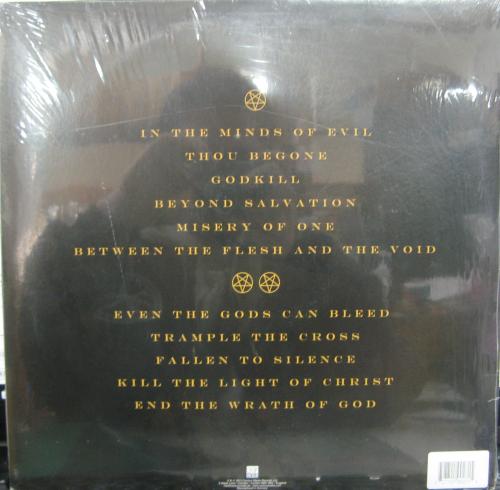 IN THE MINDS OF EVIL
THOU BEGONE
GODKILL
BEYOND SALVATION
MISERY OF ONE
BETWEEN THE FLESH AND THE VOID
EVEN THE GODS CAN BLEED
TRAMPLE THE CROSS
FALLEN TO SILENCE
KILL THE LIGHT OF CHRIST
END THE WRATH OF GOD